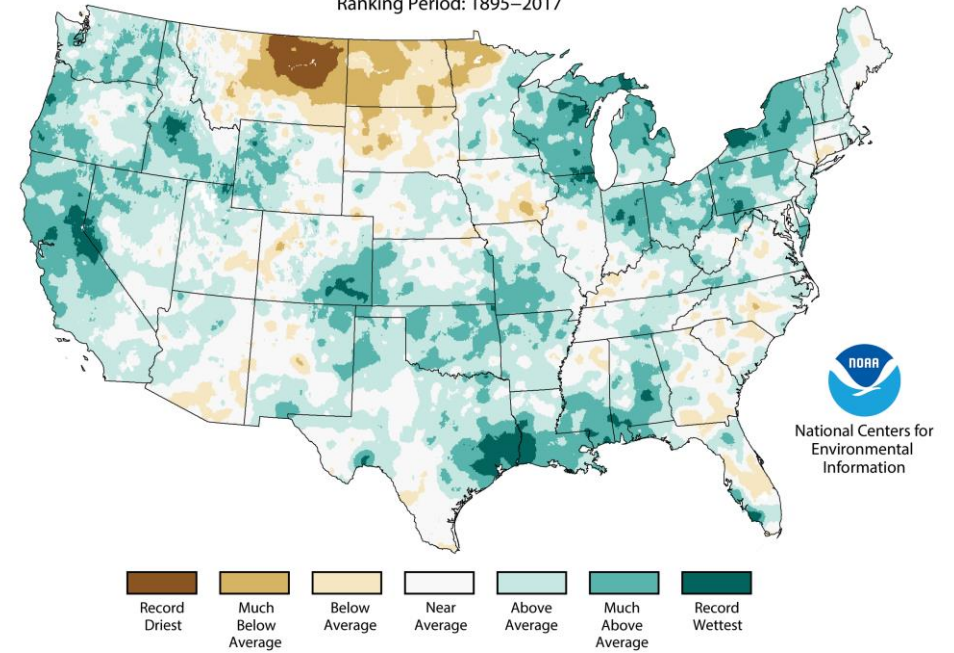 Ranking Period: 1895–2017
NOAA
National Centers for
Environmental
Information
Record
Driest
Much
Below
Average
Below
Average
Near
Average
Above
Average
Much
Above
Average
Record
Wettest